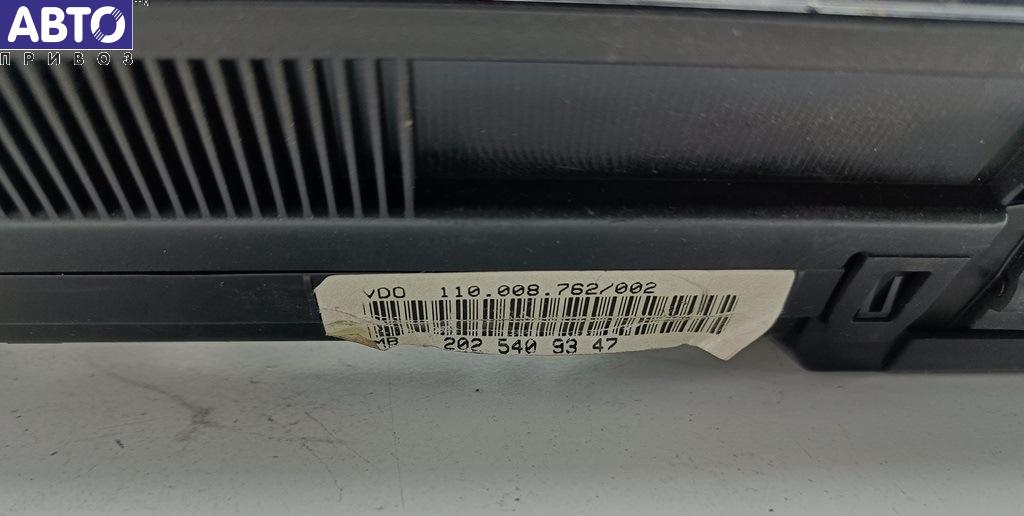 АВТО
ПРИВОЗ
VDO 110.008.762/002
MB 202 540 93 47